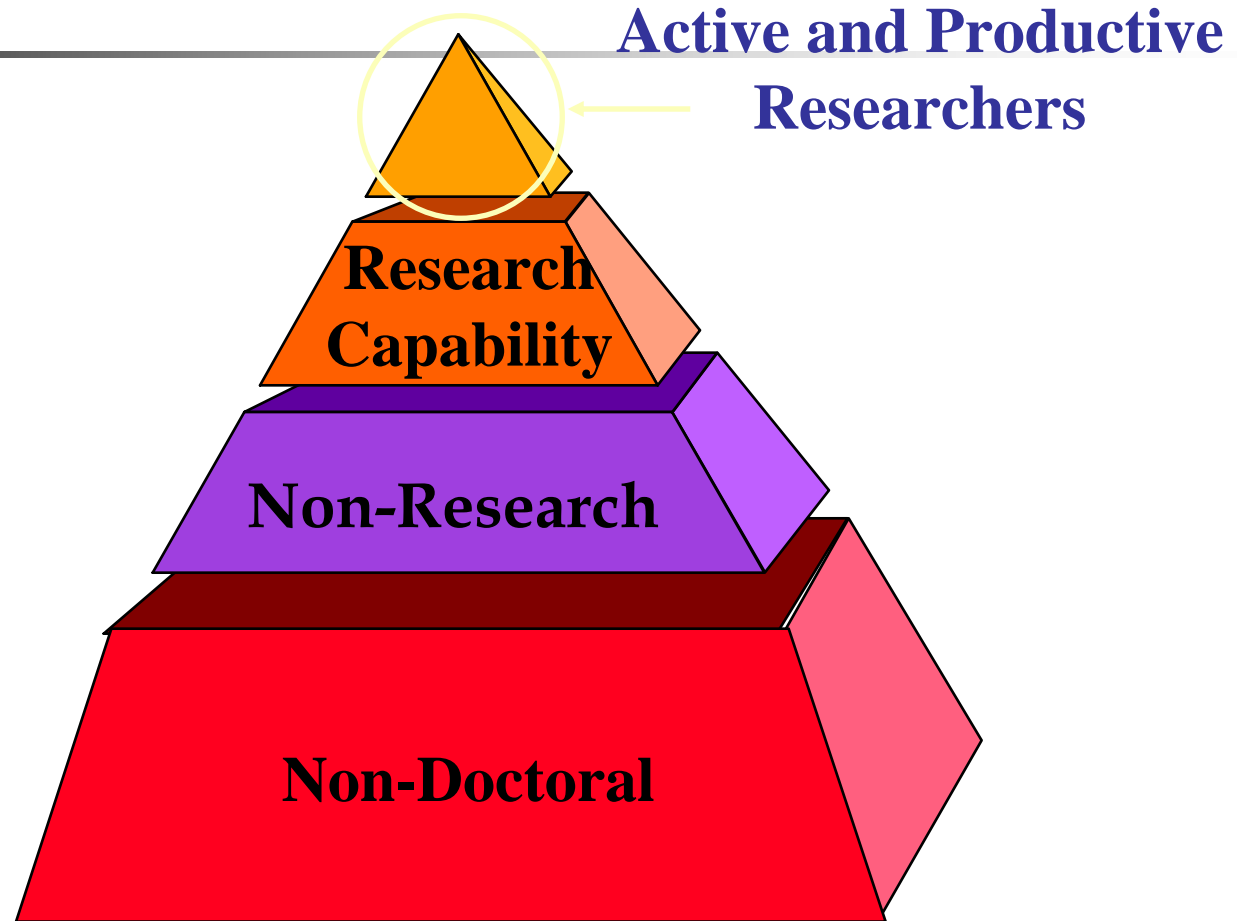 Active and Productive
Researchers
Research
Capability
Non-Research
Non-Doctoral